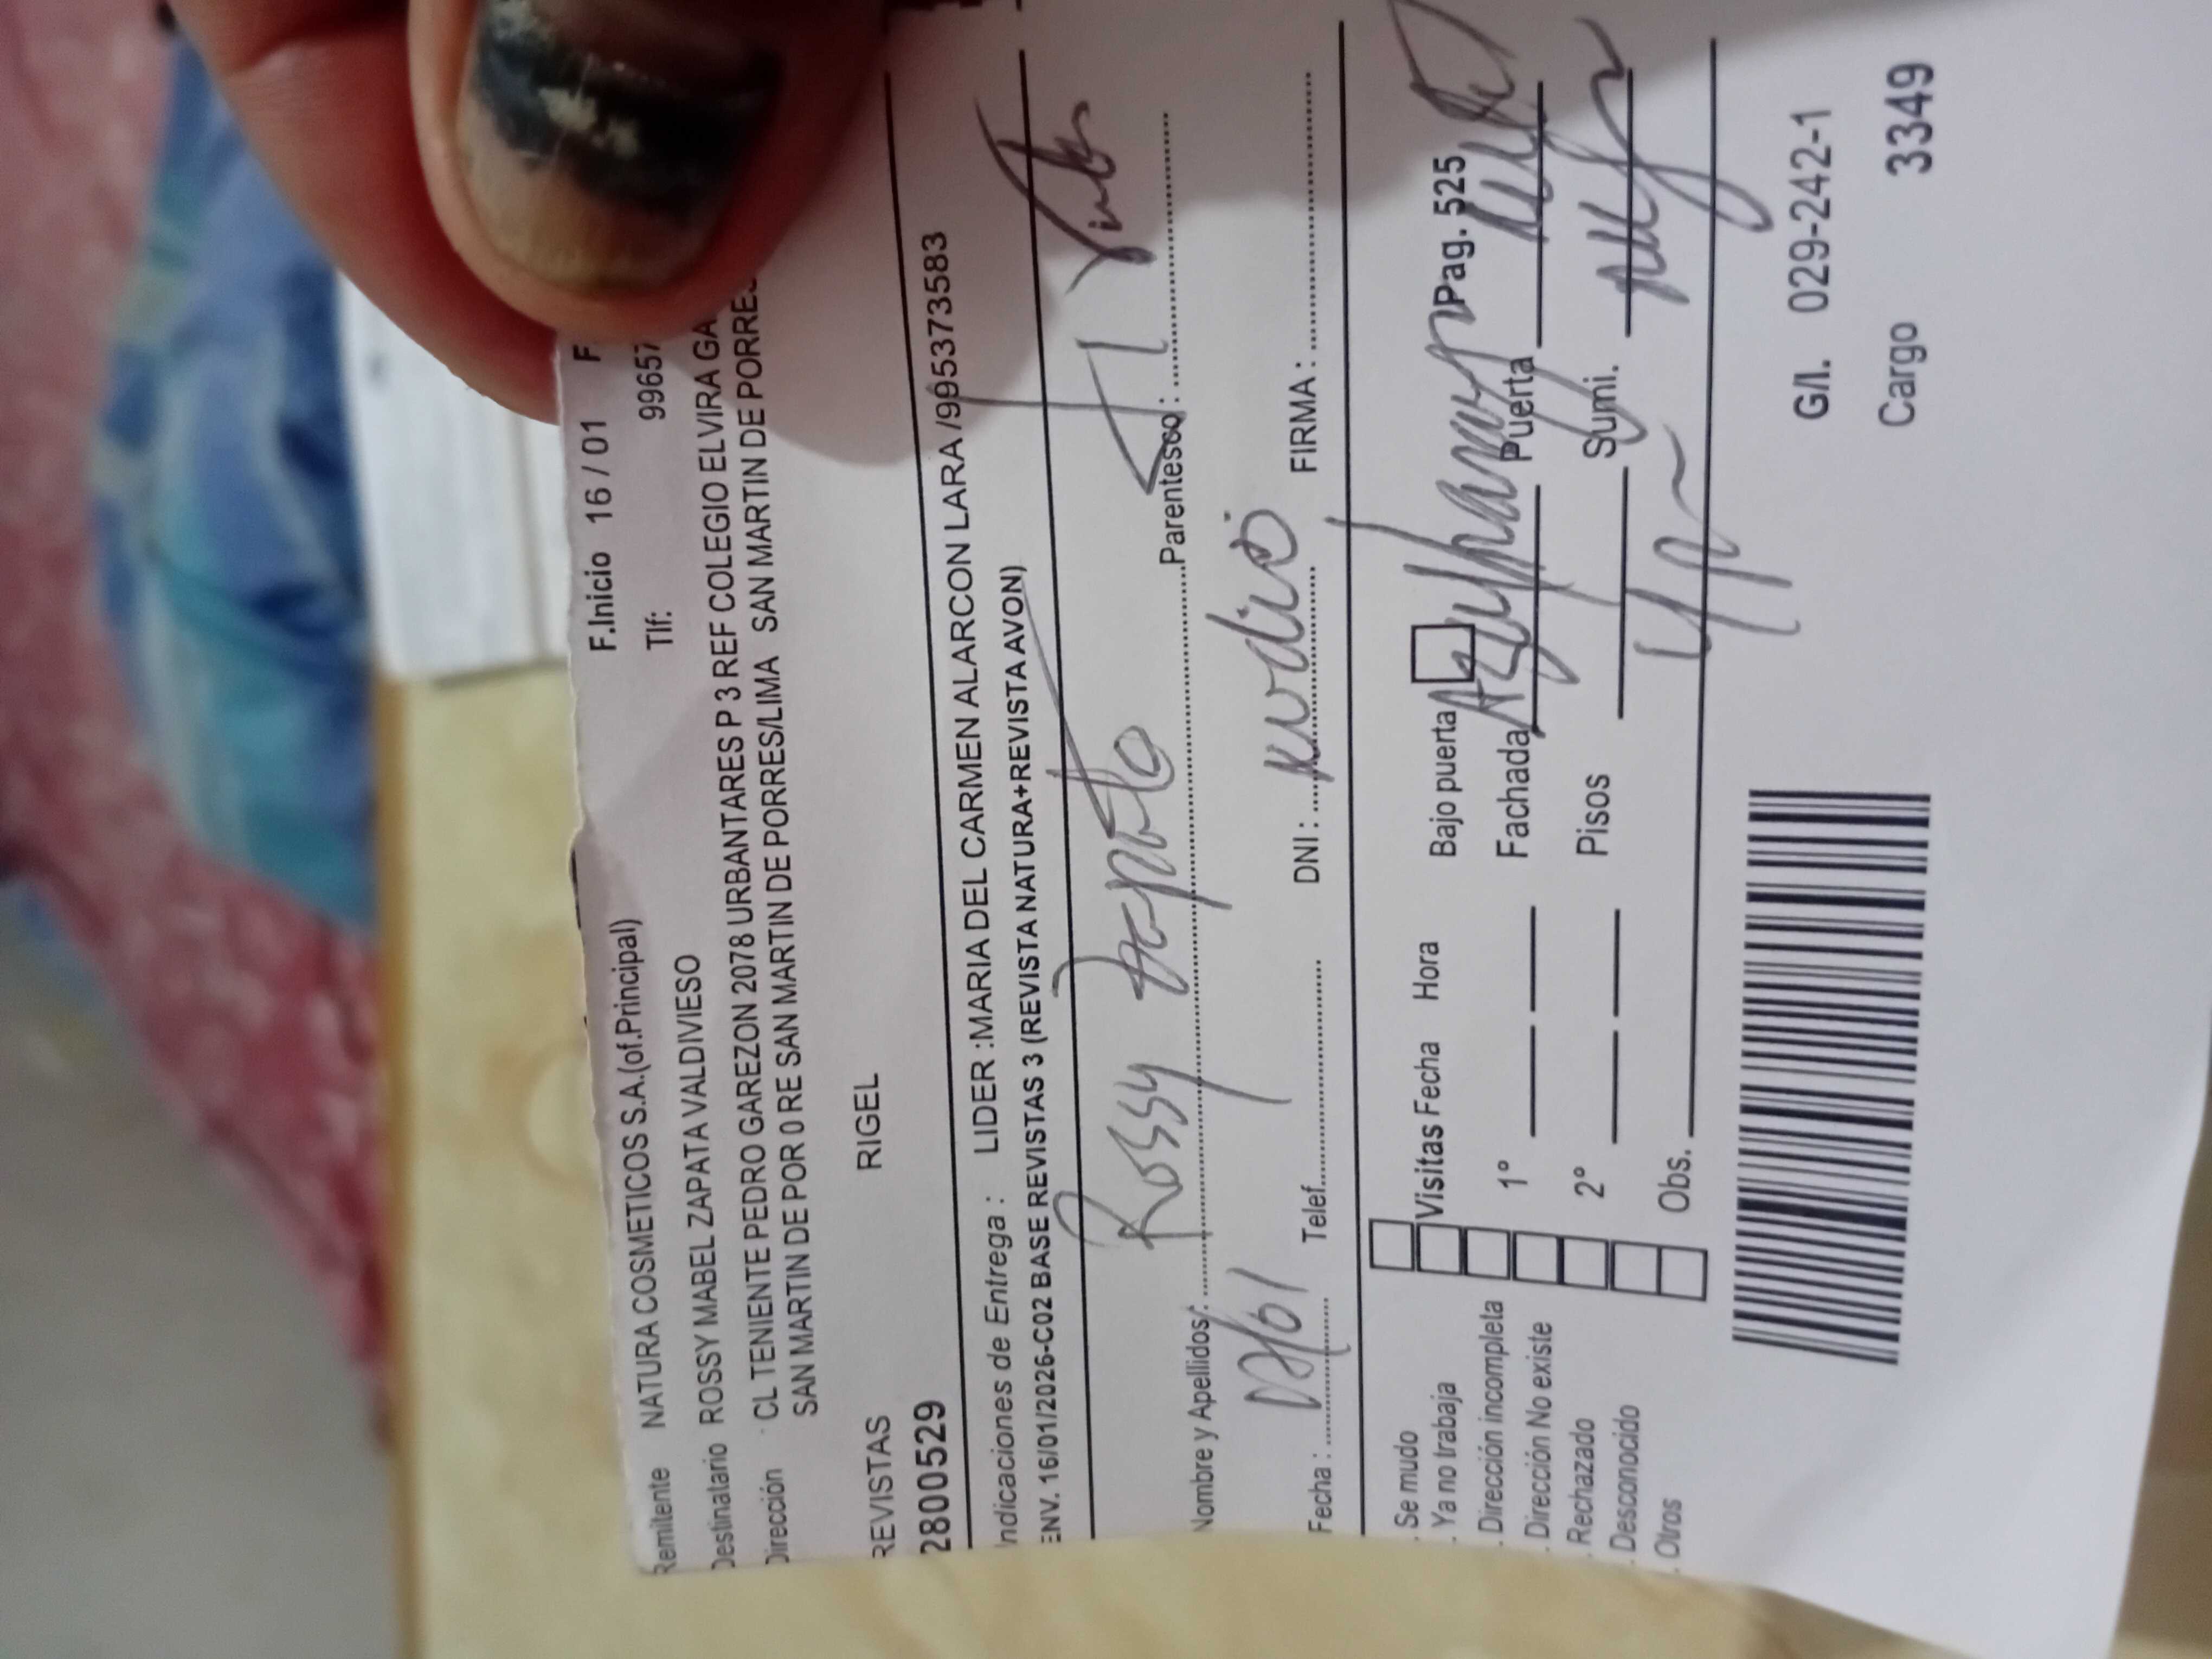 F.Inicio 16 / 01 F
Remitente NATURA COSMETICOS S.A.(of.Principal) Tlf: 99657
Destinatario ROSSY MABEL ZAPATA VALDIVIESO
Dirección CL TENIENTE PEDRO GAREZON 2078 URBANTARES P 3 REF COLEGIO ELVIRA GA
SAN MARTIN DE POR 0 RE SAN MARTIN DE PORRES/LIMA SAN MARTIN DE PORRES
REVISTAS RIGEL
2800529
Indicaciones de Entrega : LIDER :MARIA DEL CARMEN ALARCON LARA /995373583
ENV. 16/01/2026-C02 BASE REVISTAS 3 (REVISTA NATURA+REVISTA AVON)
Rossy
Nombre y Apellidos: Parentesco :
Fecha : Telef. DNI : FIRMA :
Se mudo
Ya no trabaja
Dirección incompleta
Dirección No existe
Rechazado
Desconocido
Otros
Visitas Fecha Hora Bajo puerta Pag. 525
1° Fachada Puerta
2° Pisos Sumi.
Obs.
G/I. 029-242-1
Cargo 3349